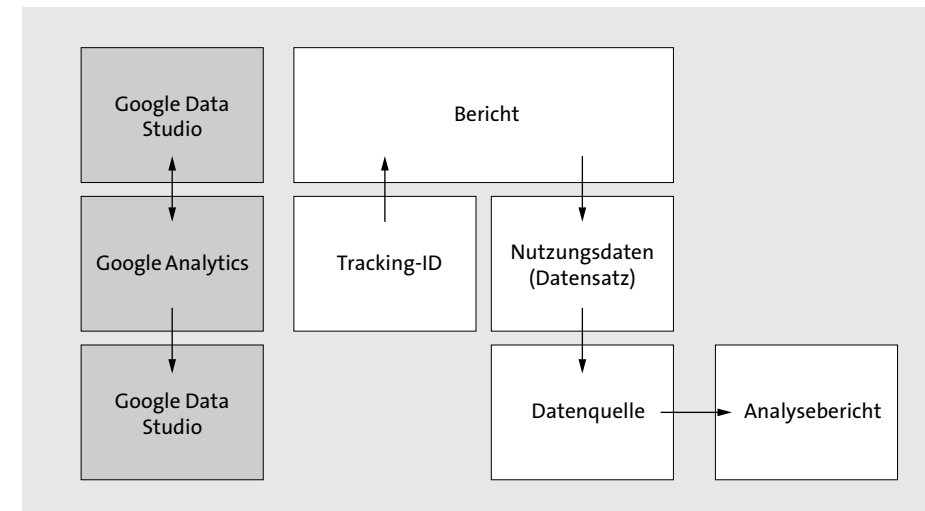 Google Data
Studio
Bericht
Google Analytics
Tracking-ID
Nutzungsdaten
(Datensatz)
Google Data
Studio
Datenquelle
Analysebericht